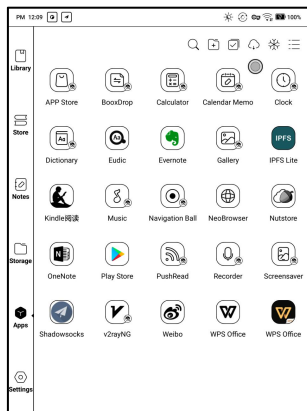 PM 12:09 100%
Library
APP Store BooxDrop Calculator Calendar Memo Clock
Store
Aa Aa IPFS
Dictionary Eudic Evernote Gallery IPFS Lite
Notes
Kindle阅读 Music Navigation Ball NeoBrowser Nutstore
Storage
N
OneNote Play Store PushRead Recorder Screensaver
Apps
Shadowsocks v2rayNG Weibo WPS Office WPS Office
Settings